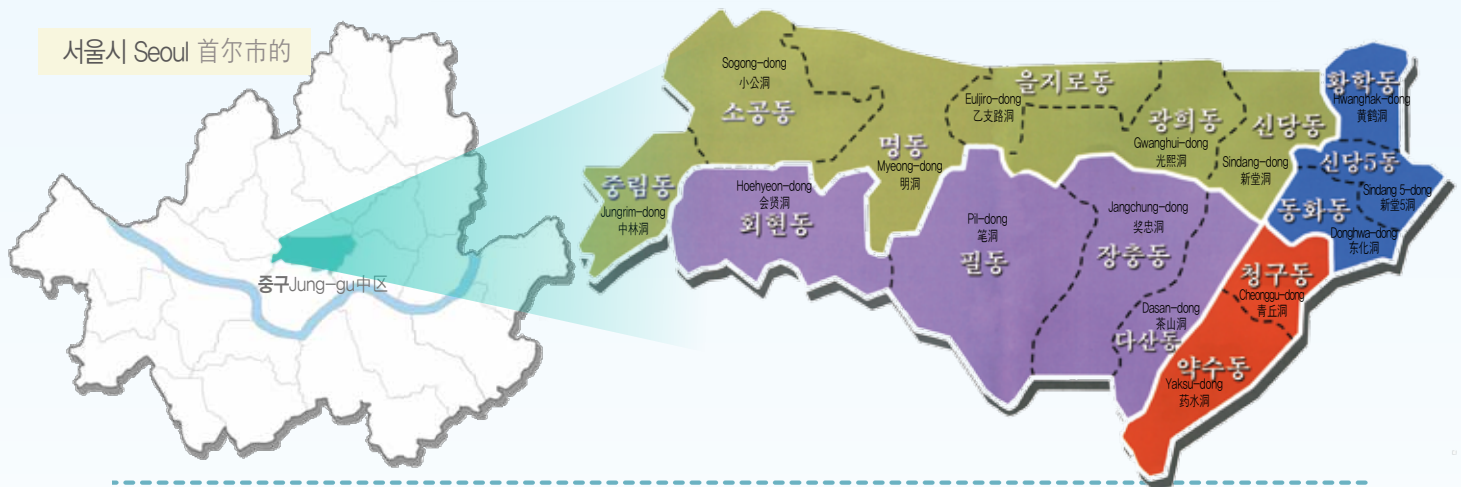 서울시 Seoul 首尔市的
중구Jung-gu中区
Sogong-dong
小公洞
소공동
명동
Myeong-dong
明洞
Euljiro-dong
乙支路洞
을지로동
광희동
Gwanghui-dong
光熙洞
신당동
Sindang-dong
新堂洞
황학동
Hwanghak-dong
黄鹤洞
신당5동
Sindang 5-dong
新堂5洞
동화동
Donghwa-dong
东化洞
중림동
Jungrim-dong
中林洞
Hoehyeon-dong
会贤洞
회현동
Pil-dong
笔洞
필동
Jangchung-dong
奖忠洞
장충동
Dasan-dong
茶山洞
다산동
청구동
Cheonggu-dong
青丘洞
약수동
Yaksu-dong
药水洞